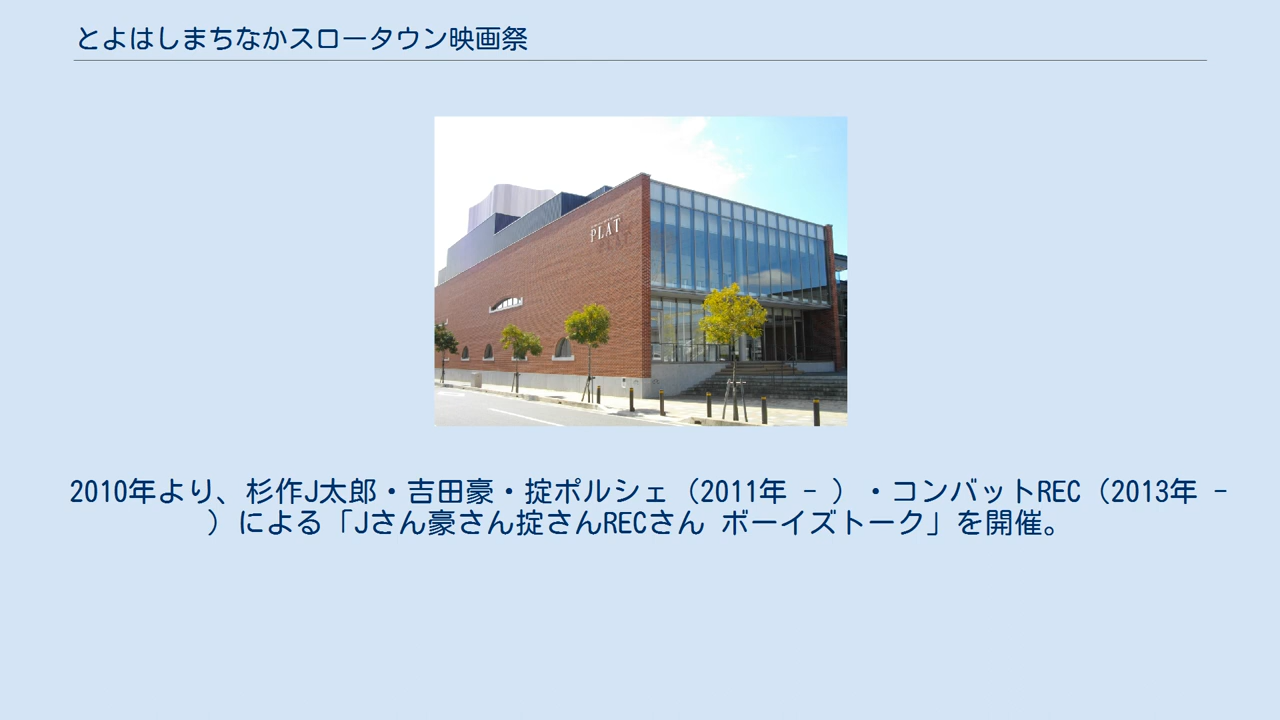 とよはしまちなかスロータウン映画祭
PLAT
2010年より、杉作J太郎・吉田豪・掟ポルシェ（2011年 - ）・コンバットREC（2013年 -
）による「Jさん豪さん掟さんRECさん ボーイズトーク」を開催。